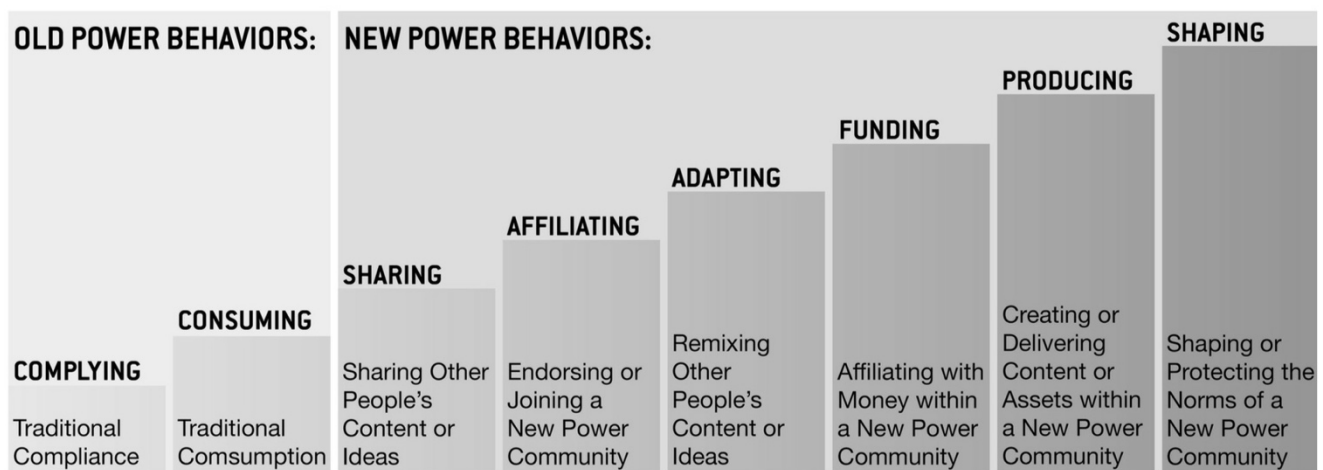 OLD POWER BEHAVIORS:
NEW POWER BEHAVIORS:
COMPLYING
Traditional
Compliance
CONSUMING
Traditional
Comsumption
SHARING
Sharing Other
People's
Content or
Ideas
AFFILIATING
Endorsing or
Joining a
New Power
Community
ADAPTING
Remixing
Other
People's
Content or
Ideas
FUNDING
Affiliating with
Money within
a New Power
Community
PRODUCING
Creating or
Delivering
Content or
Assets within
a New Power
Community
SHAPING
Shaping or
Protecting the
Norms of a
New Power
Community